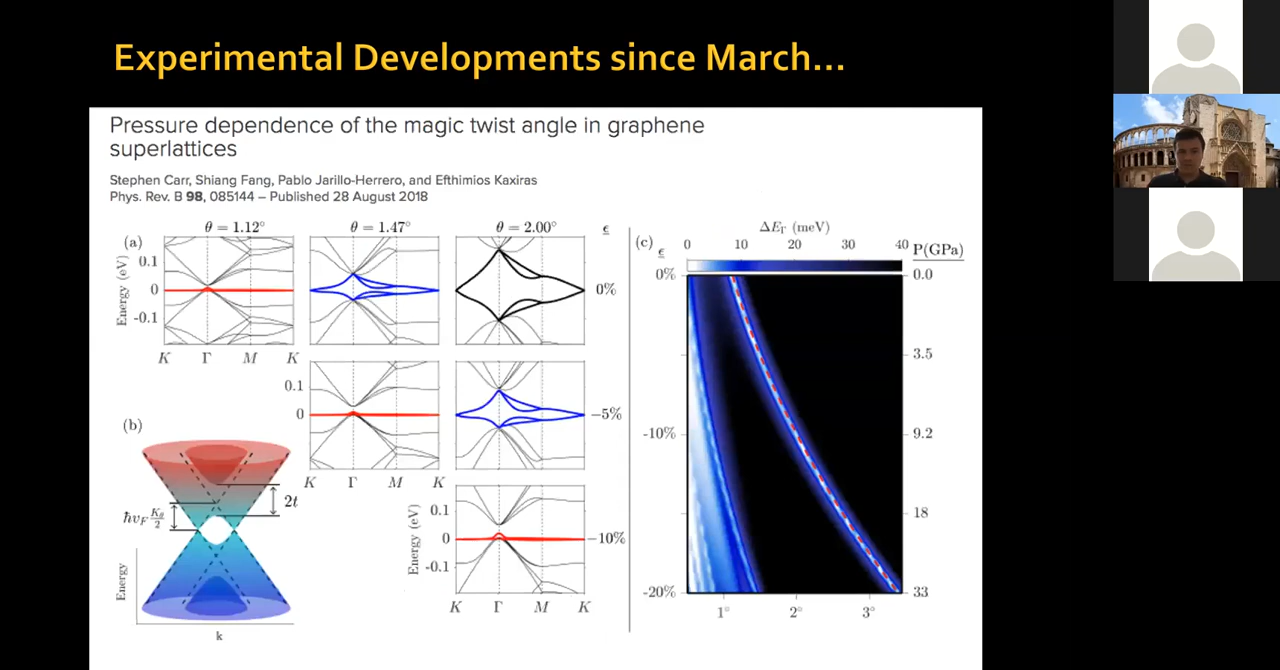 Experimental Developments since March...
Pressure dependence of the magic twist angle in graphene
superlattices
Stephen Carr, Shiang Fang, Pablo Jarillo-Herrero, and Efthimios Kaxiras
Phys. Rev. B 98, 085144 – Published 28 August 2018
(a)
θ = 1.12°
θ = 1.47°
θ = 2.00°
ϵ
Energy (eV)
0.1
0
-0.1
K Γ M K
0%
0.1
0
K Γ M K
−5%
Energy (eV)
0.1
0
-0.1
K Γ M K
−10%
(b)
2t
ħv_F K_θ/2
Energy
k
(c)
ΔE_Γ (meV)
ϵ
0 10 20 30 40
P(GPa)
0% 0.0
3.5
-10% 9.2
18
-20% 33
1° 2° 3°